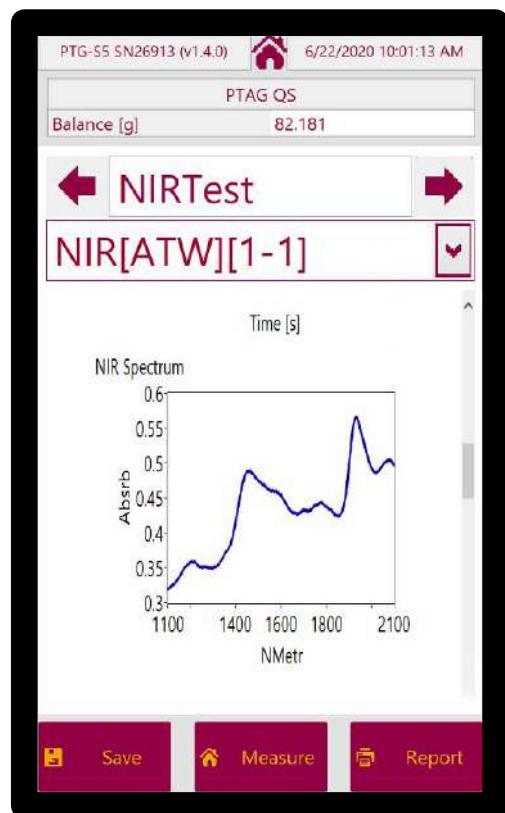 PTG-S5 SN26913 (v1.4.0) 6/22/2020 10:01:13 AM
PTAG QS
Balance [g] 82.181
NIRTest
NIR[ATW][1-1]
Time [s]
NIR Spectrum
0.6
0.55
0.5
0.45
0.4
0.35
0.3
Absrb
1100 1400 1600 1800 2100
NMetr
Save Measure Report